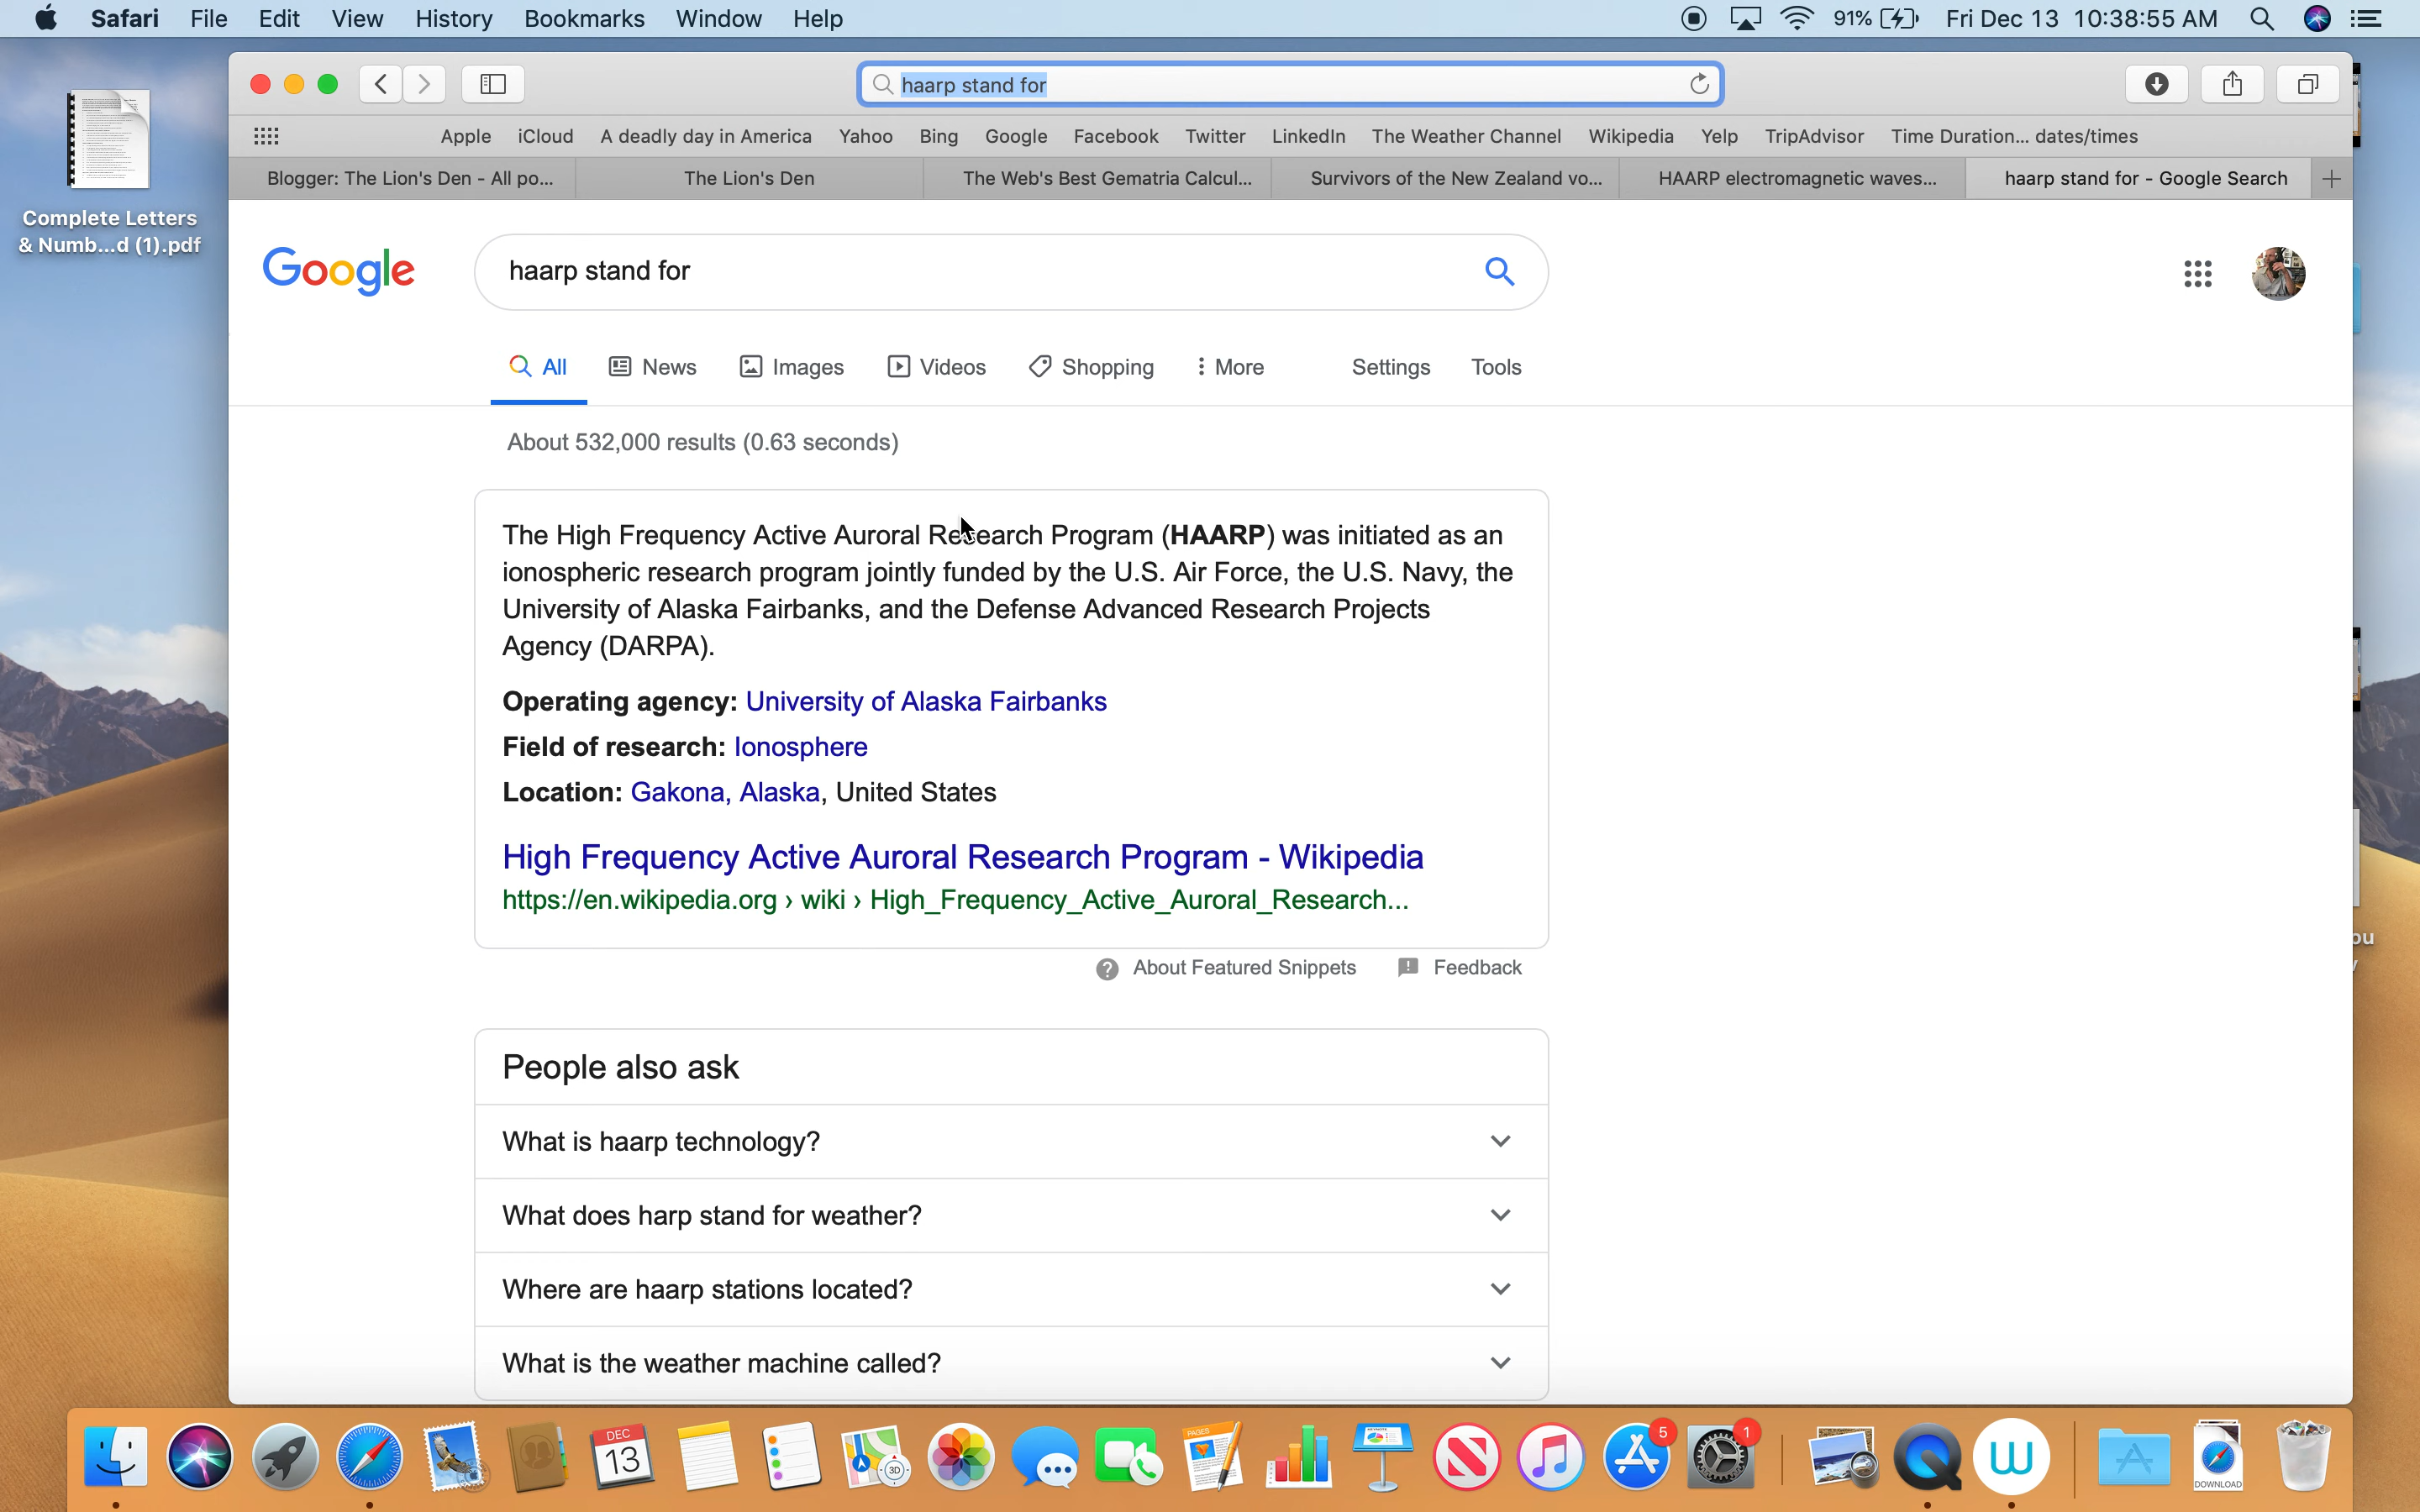 Safari File Edit View History Bookmarks Window Help 91% Fri Dec 13 10:38:55 AM
haarp stand for
Apple iCloud A deadly day in America Yahoo Bing Google Facebook Twitter LinkedIn The Weather Channel Wikipedia Yelp TripAdvisor Time Duration... dates/times
Blogger: The Lion's Den - All po... The Lion's Den The Web's Best Gematria Calcul... Survivors of the New Zealand vo... HAARP electromagnetic waves... haarp stand for - Google Search
Complete Letters
& Numb...d (1).pdf
Google haarp stand for
All News Images Videos Shopping More Settings Tools
About 532,000 results (0.63 seconds)
The High Frequency Active Auroral Research Program (HAARP) was initiated as an
ionospheric research program jointly funded by the U.S. Air Force, the U.S. Navy, the
University of Alaska Fairbanks, and the Defense Advanced Research Projects
Agency (DARPA).
Operating agency: University of Alaska Fairbanks
Field of research: Ionosphere
Location: Gakona, Alaska, United States
High Frequency Active Auroral Research Program - Wikipedia
https://en.wikipedia.org › wiki › High_Frequency_Active_Auroral_Research...
About Featured Snippets Feedback
People also ask
What is haarp technology?
What does harp stand for weather?
Where are haarp stations located?
What is the weather machine called?
DEC
13
3D
PAGES
5
1
DOWNLOAD